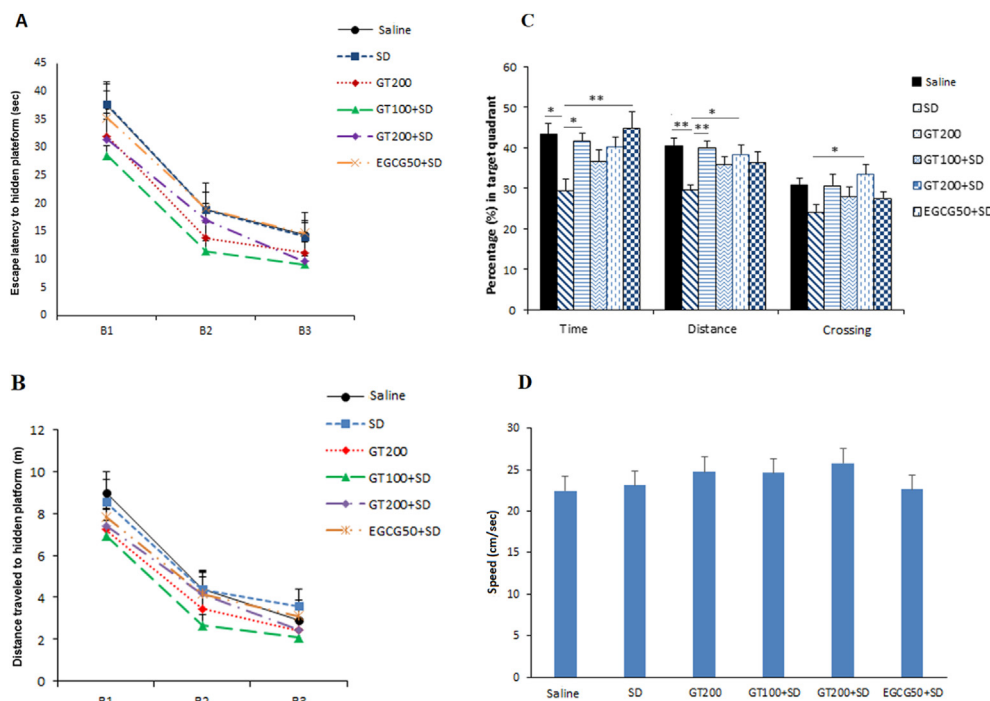 A
Saline
SD
GT200
GT100+SD
GT200+SD
EGCG50+SD
Escape latency to hidden plateform (sec)
45
40
35
30
25
20
15
10
5
0
B1
B2
B3
C
Saline
SD
GT200
GT100+SD
GT200+SD
EGCG50+SD
Percentage (%) in target quadrant
60
50
40
30
20
10
0
* ** *
** ** *
*
Time
Distance
Crossing
B
Saline
SD
GT200
GT100+SD
GT200+SD
EGCG50+SD
Distance traveled to hidden platform (m)
12
10
8
6
4
2
0
B1
B2
B3
D
Speed (cm/sec)
30
25
20
15
10
5
0
Saline
SD
GT200
GT100+SD
GT200+SD
EGCG50+SD